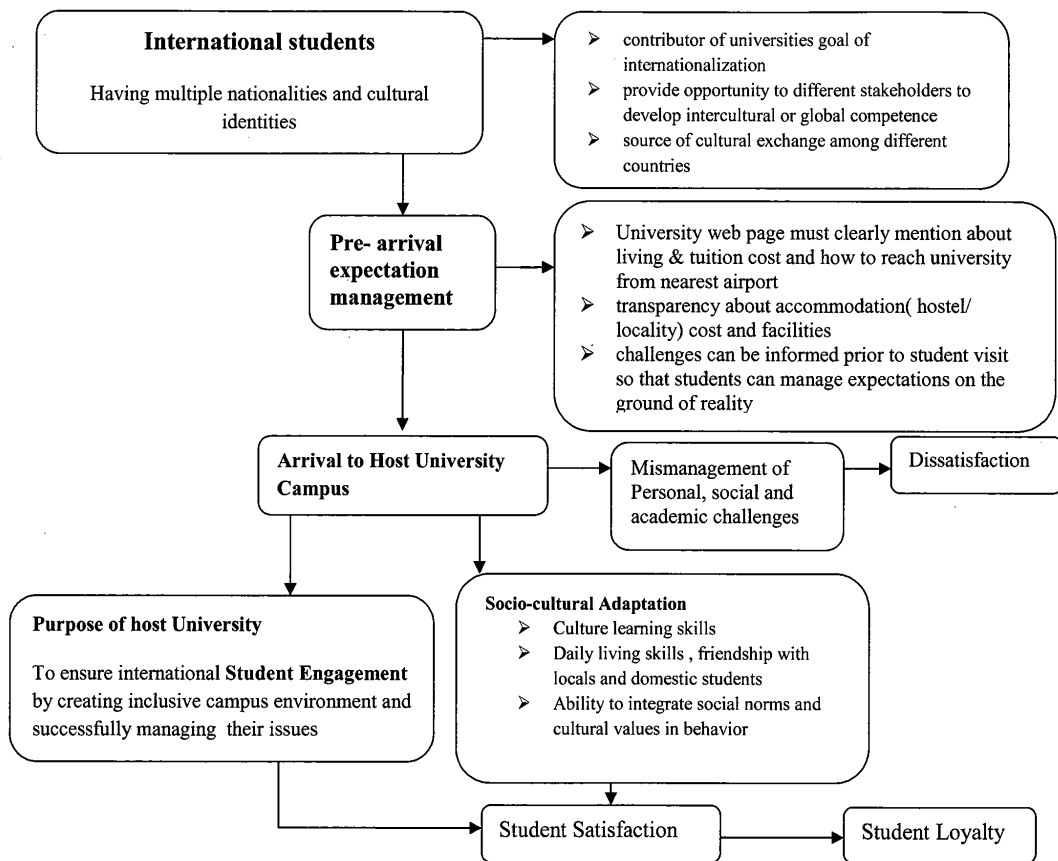 International students
Having multiple nationalities and cultural
identities
➢ contributor of universities goal of
internationalization
➢ provide opportunity to different stakeholders to
develop intercultural or global competence
➢ source of cultural exchange among different
countries
Pre- arrival
expectation
management
➢ University web page must clearly mention about
living & tuition cost and how to reach university
from nearest airport
➢ transparency about accommodation( hostel/
locality) cost and facilities
➢ challenges can be informed prior to student visit
so that students can manage expectations on the
ground of reality
Arrival to Host University
Campus
Mismanagement of
Personal, social and
academic challenges
Dissatisfaction
Purpose of host University
To ensure international Student Engagement
by creating inclusive campus environment and
successfully managing their issues
Socio-cultural Adaptation
➢ Culture learning skills
➢ Daily living skills , friendship with
locals and domestic students
➢ Ability to integrate social norms and
cultural values in behavior
Student Satisfaction
Student Loyalty